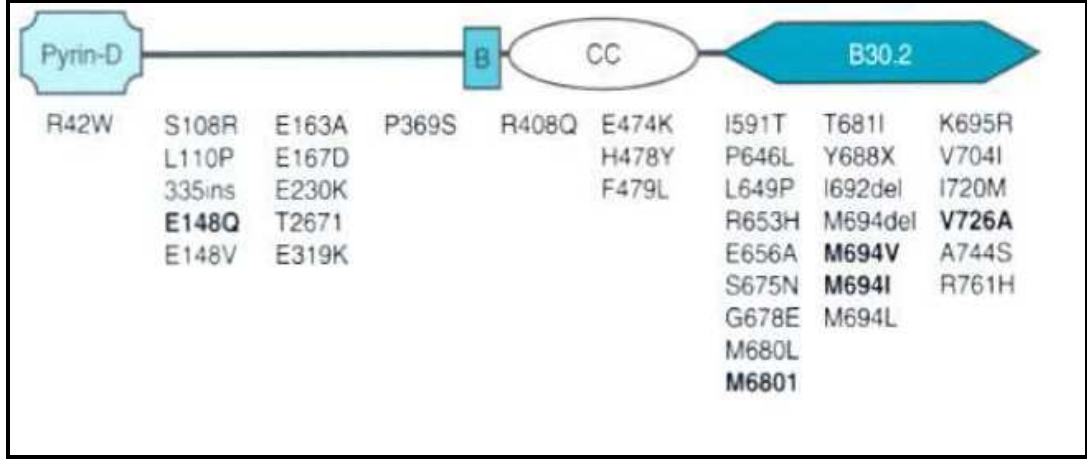 Pyrin-D B CC B30.2
R42W S108R E163A P369S R408Q E474K I591T T681I K695R
L110P E167D H478Y P646L Y688X V704I
335ins E230K F479L L649P I692del I720M
E148Q T2671 R653H M694del V726A
E148V E319K E656A M694V A744S
S675N M694I R761H
G678E M694L
M680L
M6801